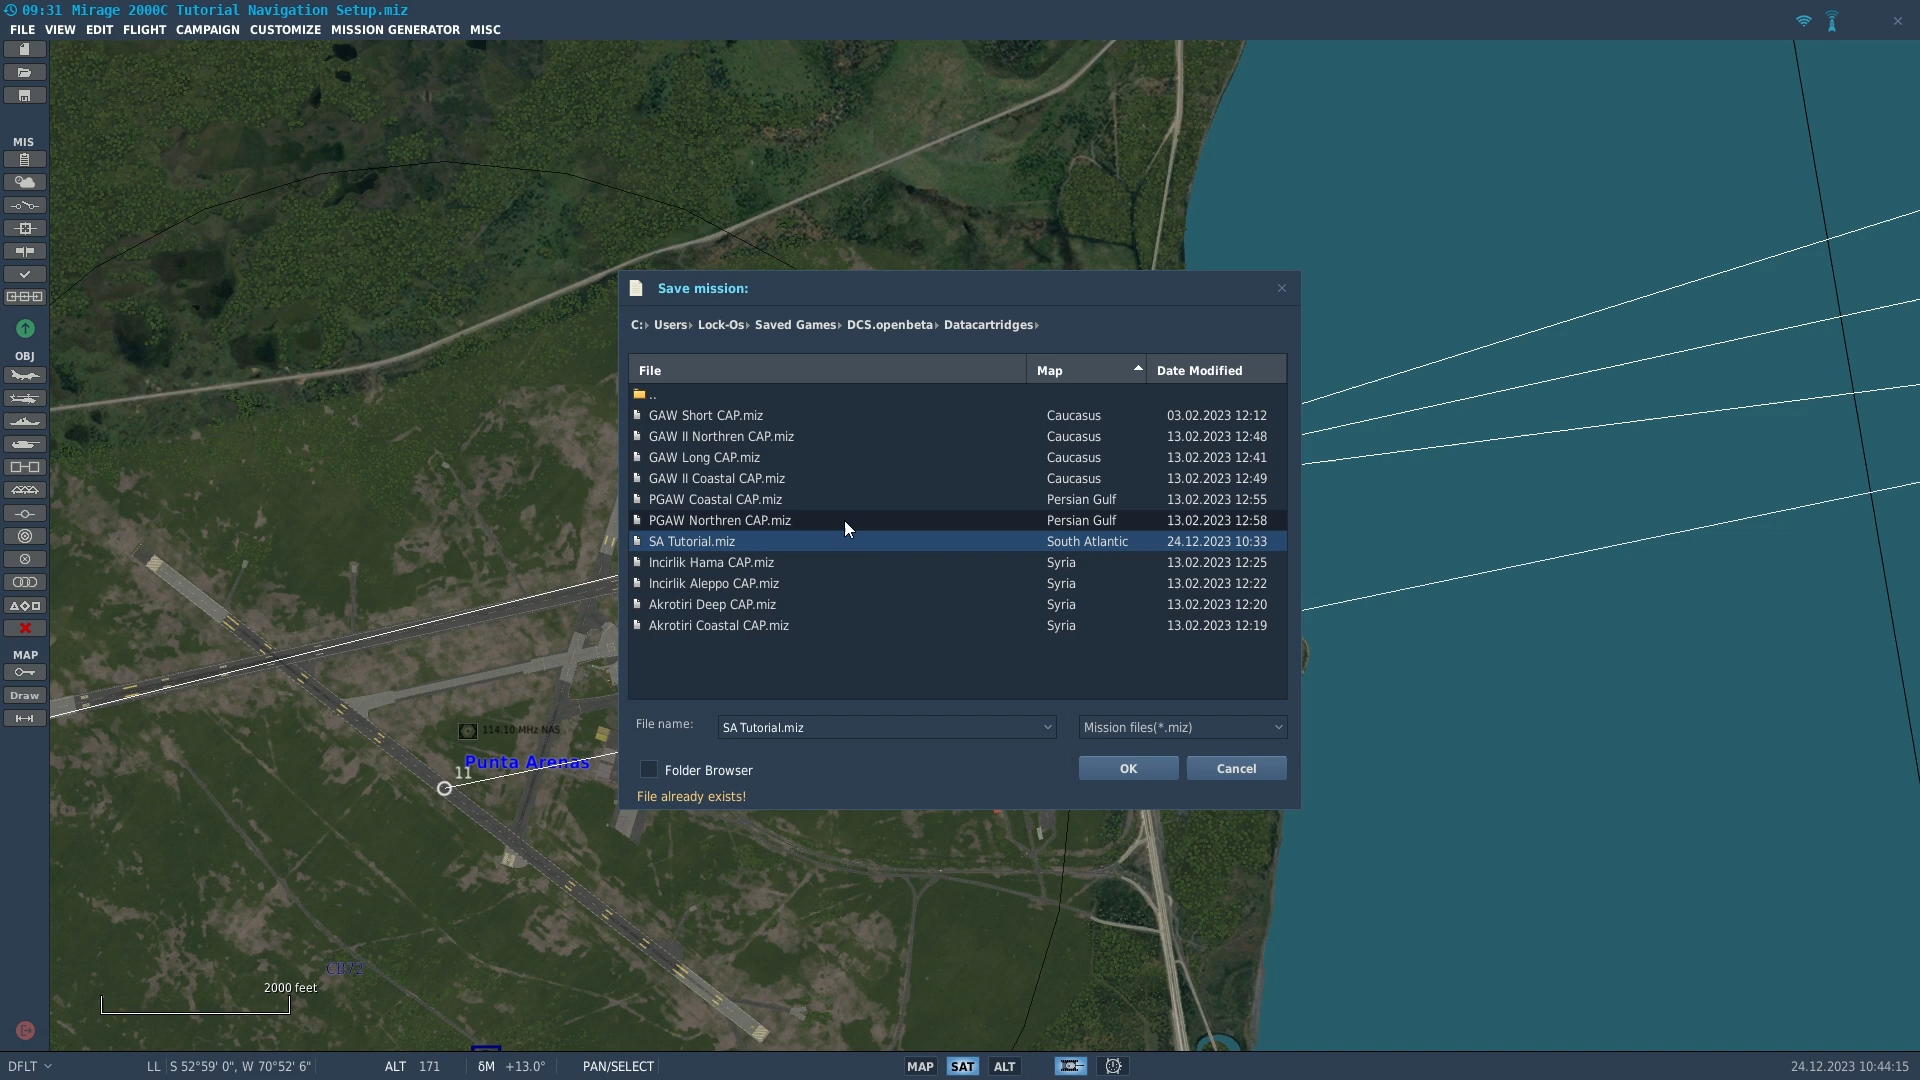 09:31 Mirage 2000C Tutorial Navigation Setup.miz
FILE VIEW EDIT FLIGHT CAMPAIGN CUSTOMIZE MISSION GENERATOR MISC
MIS
OBJ
MAP
Draw
Save mission:
C: Users Lock-Os Saved Games DCS.openbeta Datacartridges
File Map Date Modified
..
GAW Short CAP.miz Caucasus 03.02.2023 12:12
GAW II Northren CAP.miz Caucasus 13.02.2023 12:48
GAW Long CAP.miz Caucasus 13.02.2023 12:41
GAW II Coastal CAP.miz Caucasus 13.02.2023 12:49
PGAW Coastal CAP.miz Persian Gulf 13.02.2023 12:55
PGAW Northren CAP.miz Persian Gulf 13.02.2023 12:58
SA Tutorial.miz South Atlantic 24.12.2023 10:33
Incirlik Hama CAP.miz Syria 13.02.2023 12:25
Incirlik Aleppo CAP.miz Syria 13.02.2023 12:22
Akrotiri Deep CAP.miz Syria 13.02.2023 12:20
Akrotiri Coastal CAP.miz Syria 13.02.2023 12:19
File name: SA Tutorial.miz Mission files(*.miz)
Folder Browser OK Cancel
File already exists!
114.10 MHz NAS
Punta Arenas
11
CB72
2000 feet
DFLT LL S 52°59' 0", W 70°52' 6" ALT 171 δM +13.0° PAN/SELECT MAP SAT ALT 24.12.2023 10:44:15